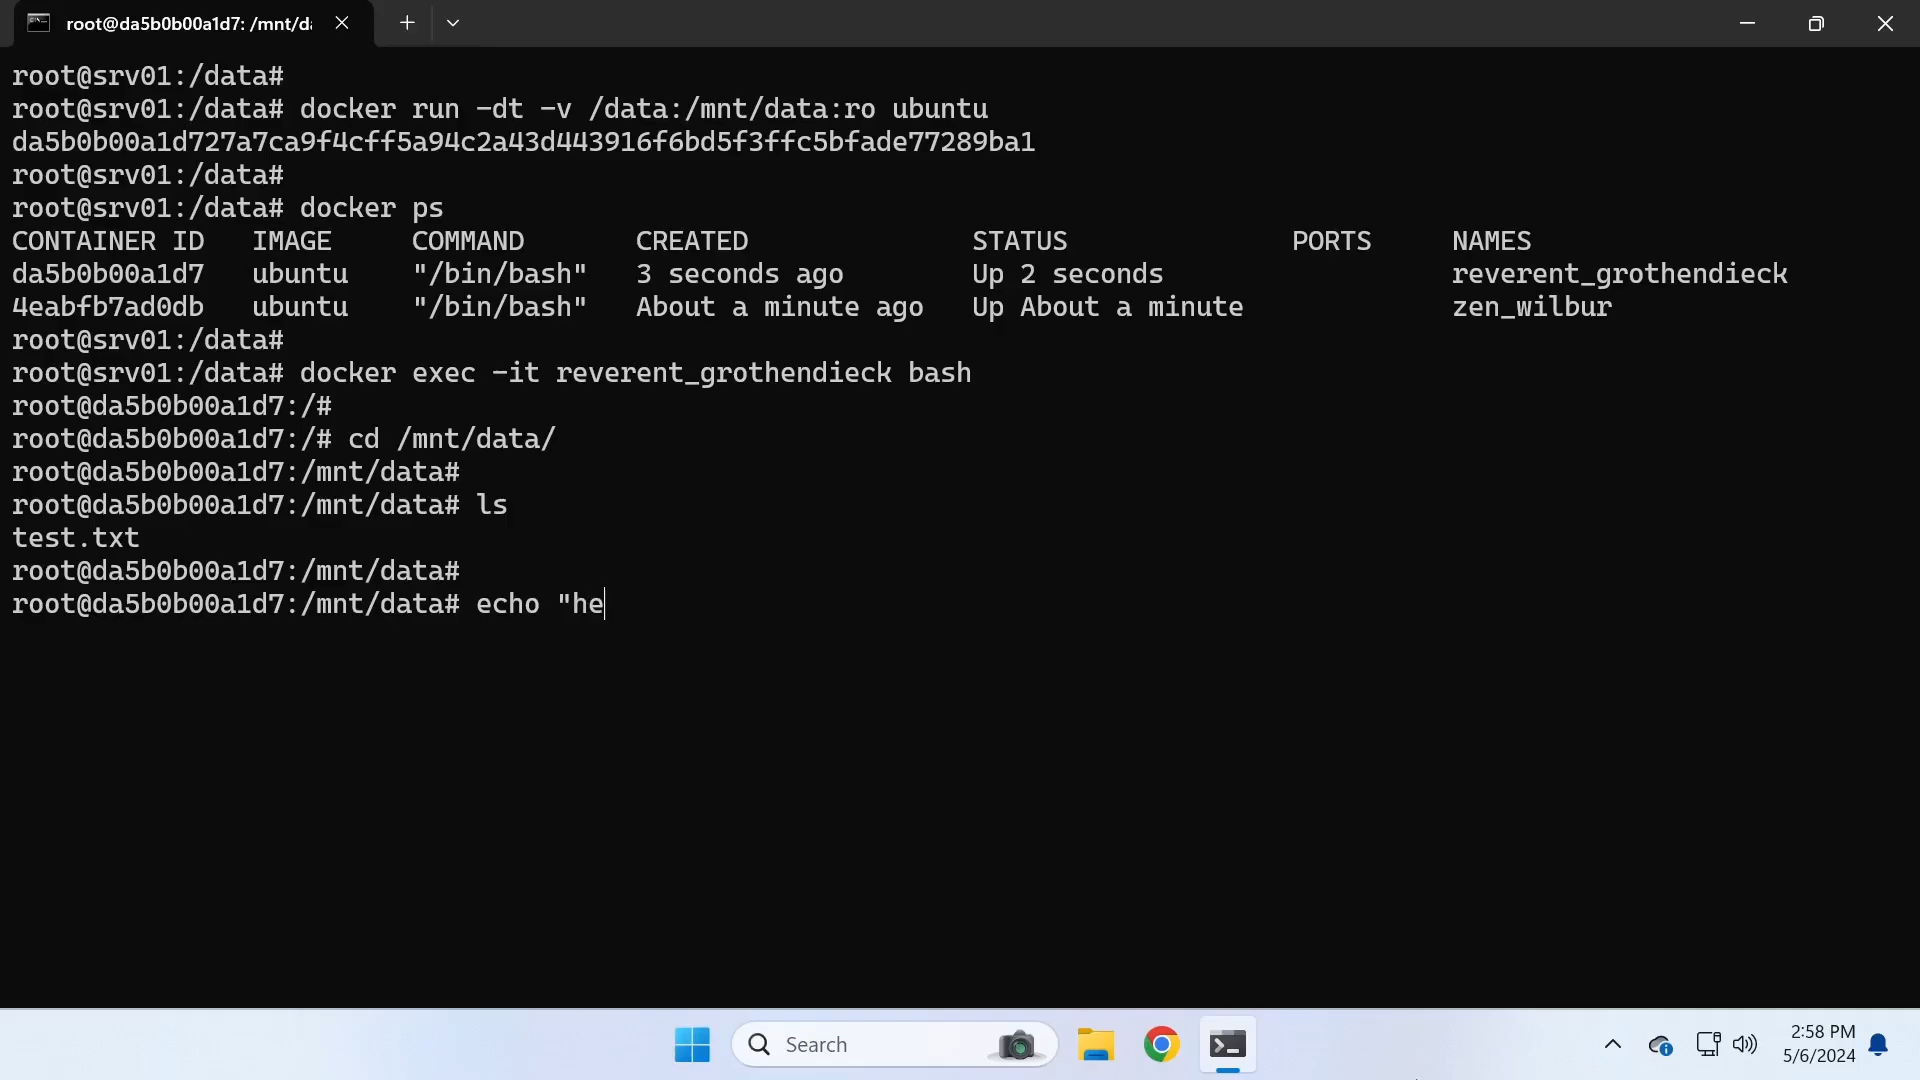 root@da5b0b00a1d7: /mnt/da
root@srv01:/data#
root@srv01:/data# docker run -dt -v /data:/mnt/data:ro ubuntu
da5b0b00a1d727a7ca9f4cff5a94c2a43d443916f6bd5f3ffc5bfade77289ba1
root@srv01:/data#
root@srv01:/data# docker ps
CONTAINER ID   IMAGE     COMMAND       CREATED              STATUS              PORTS     NAMES
da5b0b00a1d7   ubuntu    "/bin/bash"   3 seconds ago        Up 2 seconds                  reverent_grothendieck
4eabfb7ad0db   ubuntu    "/bin/bash"   About a minute ago   Up About a minute             zen_wilbur
root@srv01:/data#
root@srv01:/data# docker exec -it reverent_grothendieck bash
root@da5b0b00a1d7:/#
root@da5b0b00a1d7:/# cd /mnt/data/
root@da5b0b00a1d7:/mnt/data#
root@da5b0b00a1d7:/mnt/data# ls
test.txt
root@da5b0b00a1d7:/mnt/data#
root@da5b0b00a1d7:/mnt/data# echo "he
Search
2:58 PM
5/6/2024